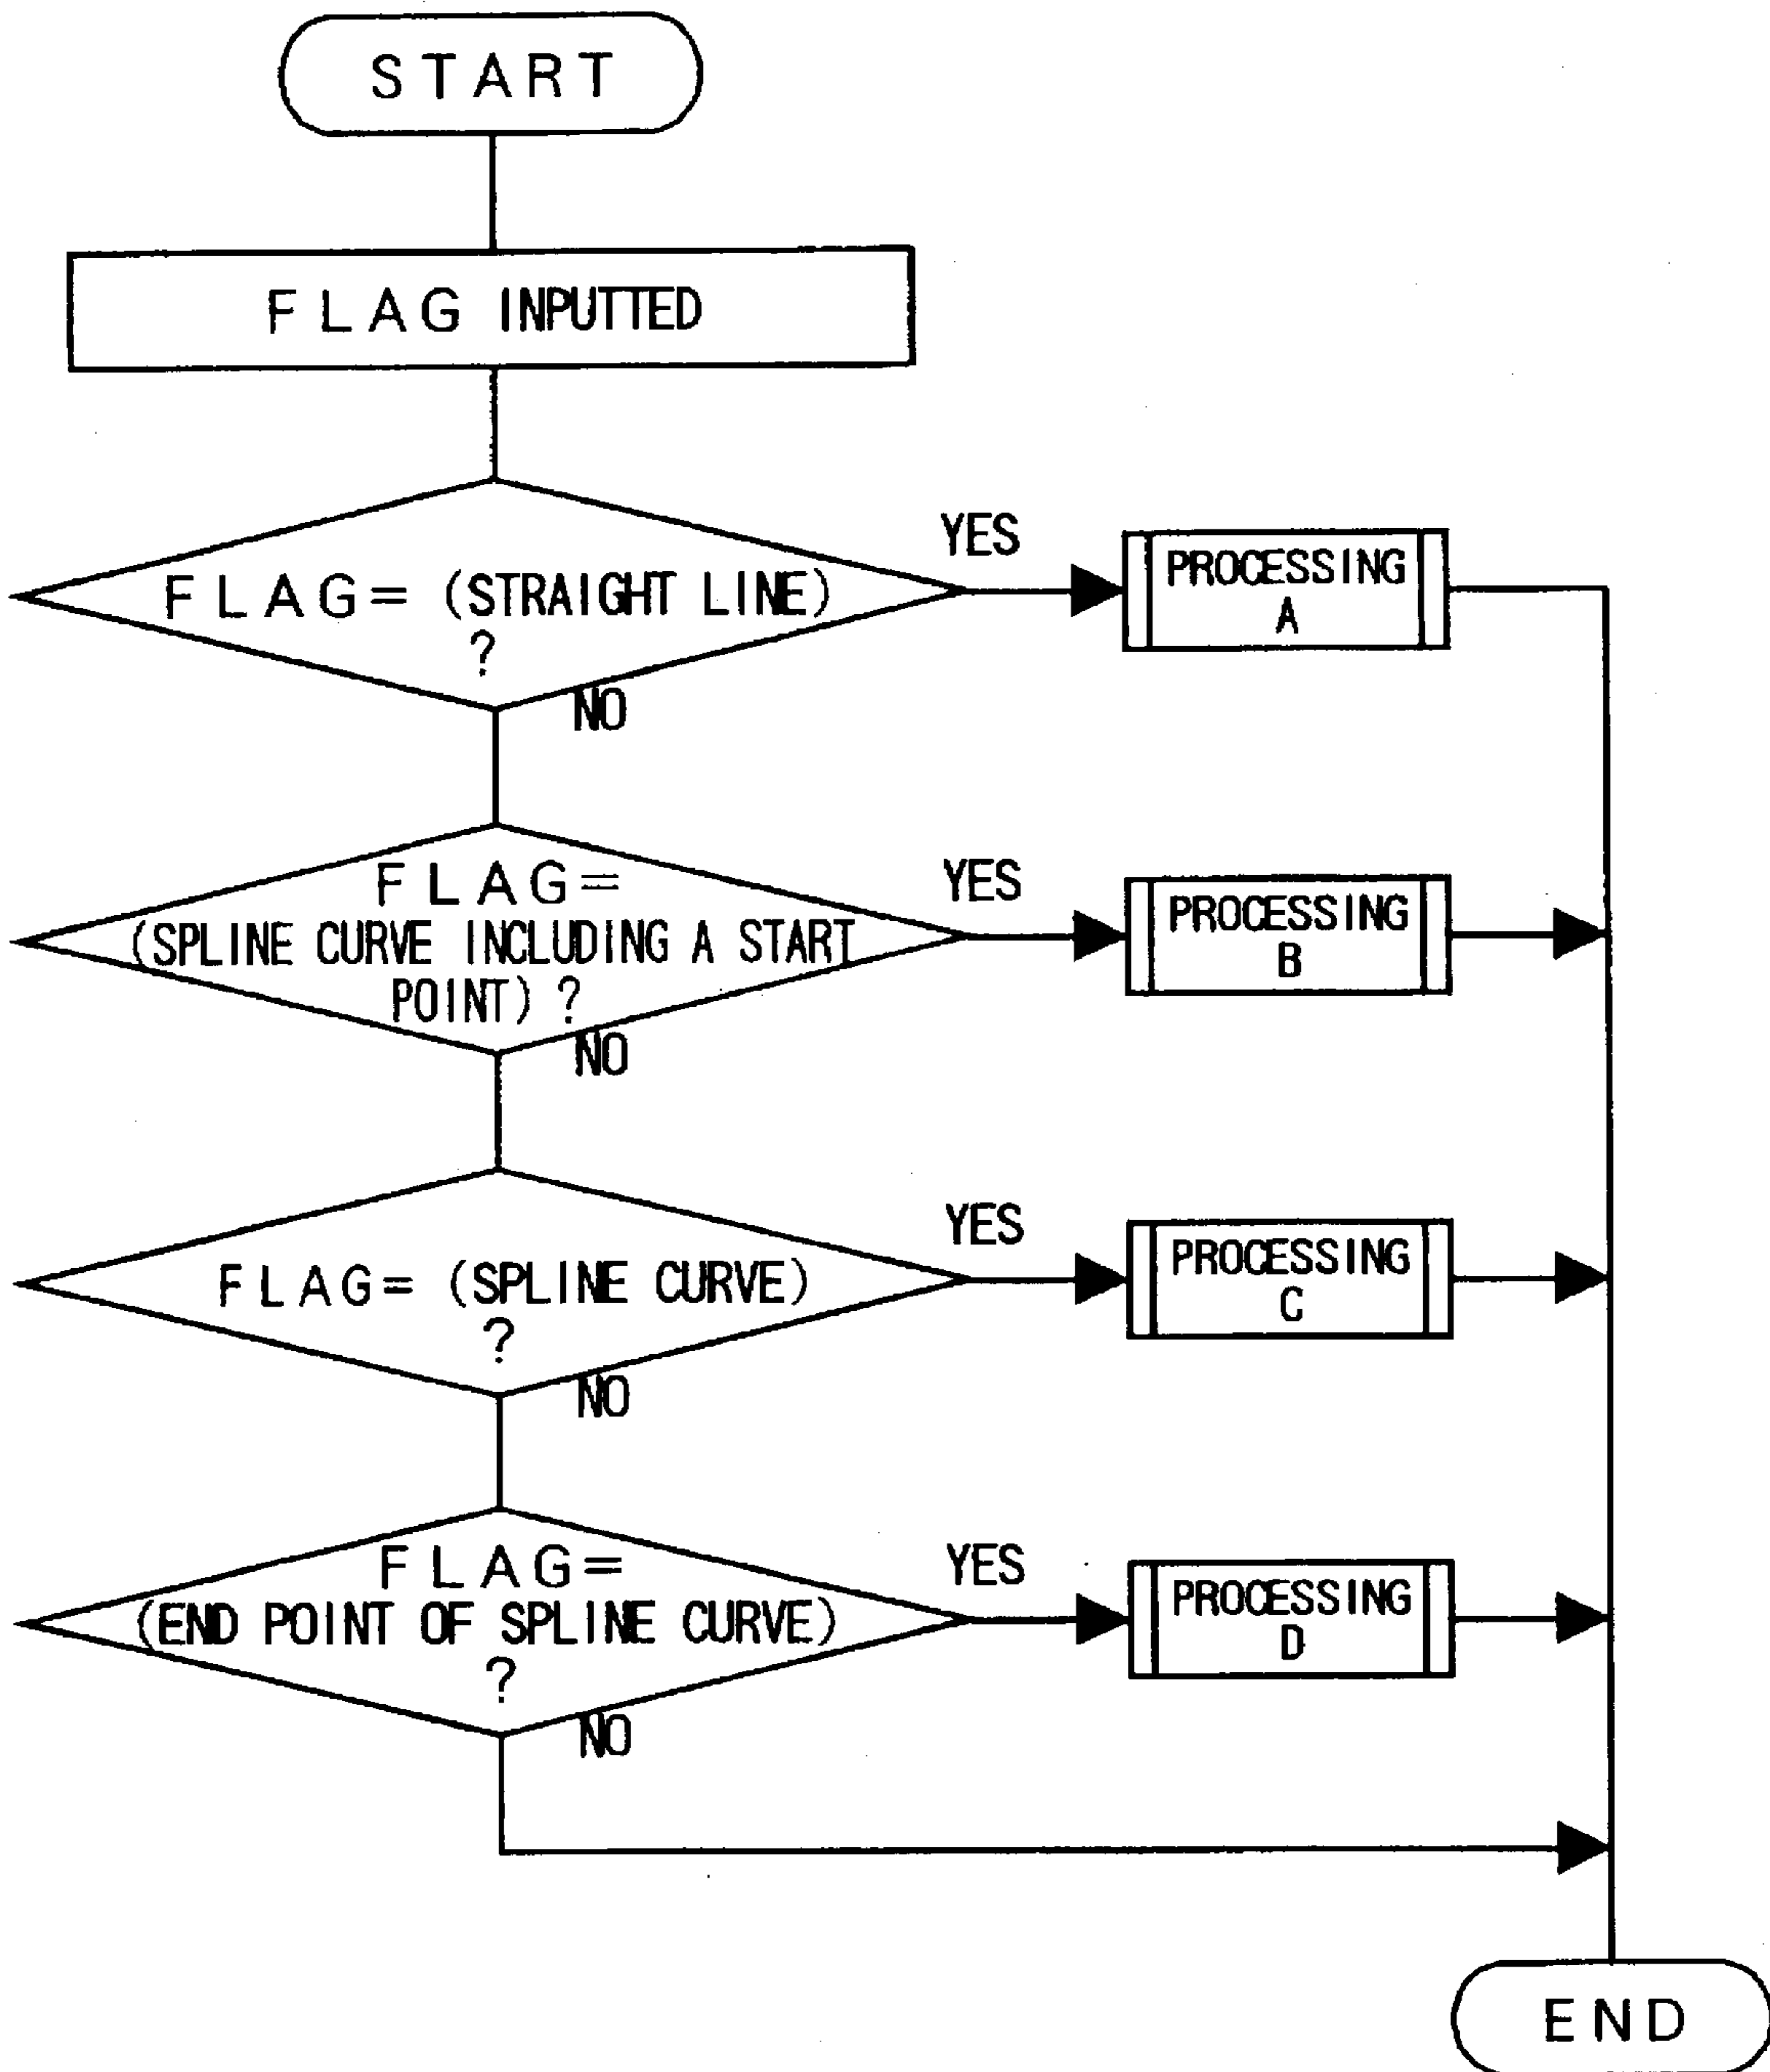 START
FLAG INPUTTED
YES
FLAG= (STRAIGHT LINE)
?
NO
PROCESSING
A
YES
FLAG=
(SPLINE CURVE INCLUDING A START
POINT) ?
NO
PROCESSING
B
YES
FLAG= (SPLINE CURVE)
?
NO
PROCESSING
C
YES
FLAG=
(END POINT OF SPLINE CURVE)
?
NO
PROCESSING
D
END